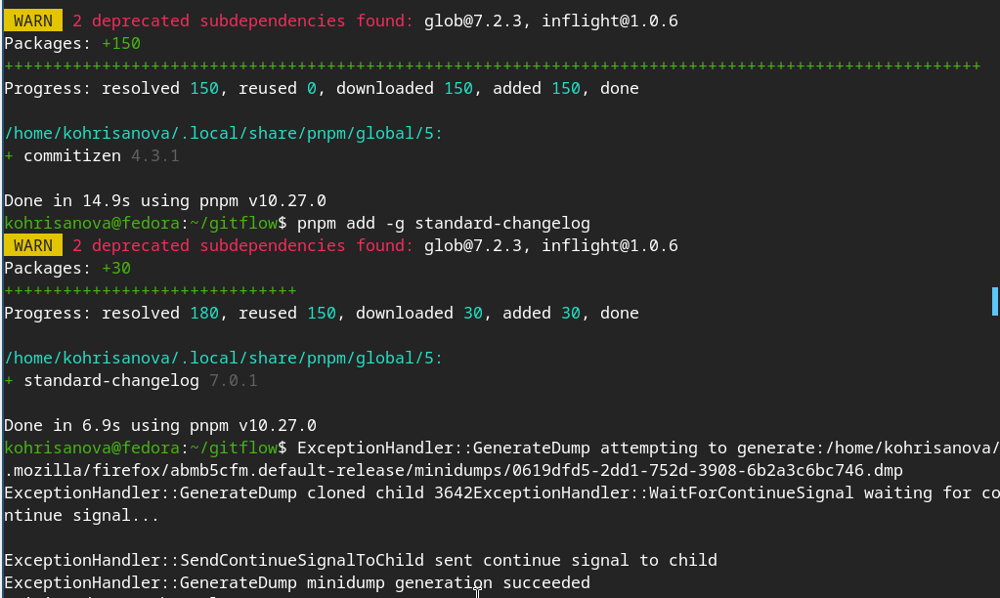 WARN 2 deprecated subdependencies found: glob@7.2.3, inflight@1.0.6
Packages: +150
++++++++++++++++++++++++++++++++++++++++++++++++++++++++++++++++++++++++++++++++++++++++++++++++++++
Progress: resolved 150, reused 0, downloaded 150, added 150, done
/home/kohrisanova/.local/share/pnpm/global/5:
+ commitizen 4.3.1
Done in 14.9s using pnpm v10.27.0
kohrisanova@fedora:~/gitflow$ pnpm add -g standard-changelog
WARN 2 deprecated subdependencies found: glob@7.2.3, inflight@1.0.6
Packages: +30
++++++++++++++++++++++++++++++
Progress: resolved 180, reused 150, downloaded 30, added 30, done
/home/kohrisanova/.local/share/pnpm/global/5:
+ standard-changelog 7.0.1
Done in 6.9s using pnpm v10.27.0
kohrisanova@fedora:~/gitflow$ ExceptionHandler::GenerateDump attempting to generate:/home/kohrisanova/
.mozilla/firefox/abmb5cfm.default-release/minidumps/0619dfd5-2dd1-752d-3908-6b2a3c6bc746.dmp
ExceptionHandler::GenerateDump cloned child 3642ExceptionHandler::WaitForContinueSignal waiting for co
ntinue signal...
ExceptionHandler::SendContinueSignalToChild sent continue signal to child
ExceptionHandler::GenerateDump minidump generation succeeded